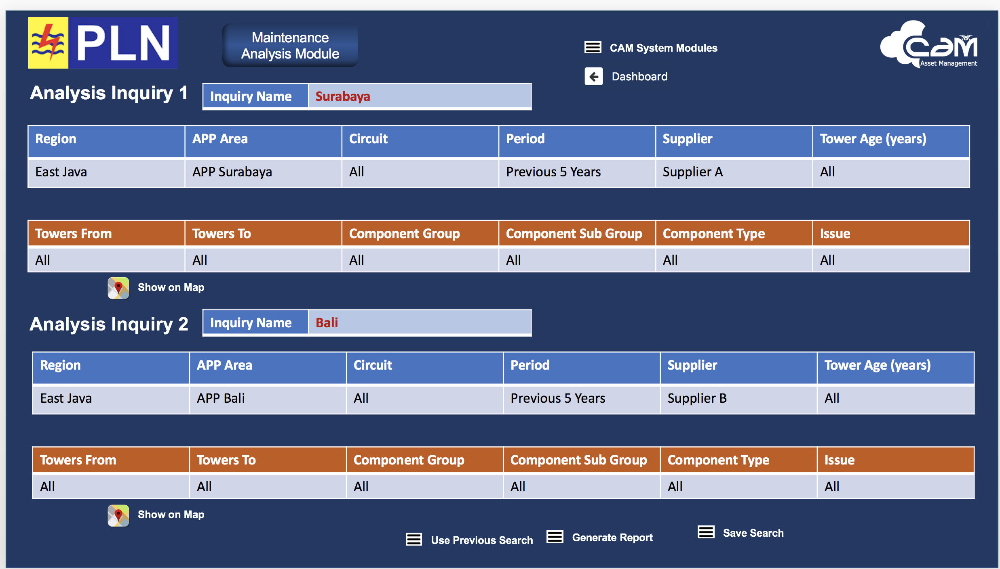 PLN
Maintenance
Analysis Module
CAM System Modules
CaM
Asset Management
Dashboard
Analysis Inquiry 1
Inquiry Name Surabaya
Region APP Area Circuit Period Supplier Tower Age (years)
East Java APP Surabaya All Previous 5 Years Supplier A All
Towers From Towers To Component Group Component Sub Group Component Type Issue
All All All All All All
Show on Map
Analysis Inquiry 2
Inquiry Name Bali
Region APP Area Circuit Period Supplier Tower Age (years)
East Java APP Bali All Previous 5 Years Supplier B All
Towers From Towers To Component Group Component Sub Group Component Type Issue
All All All All All All
Show on Map
Use Previous Search Generate Report Save Search